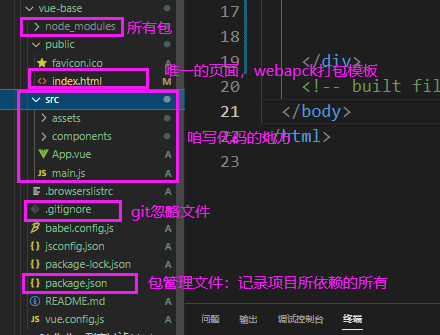 vue-base
node_modules 所有包
public
favicon.ico A
index.html M 唯一的页面，webapck打包模板
src
assets
components 咱写代码的地方
App.vue A
main.js A
.browserslistrc A
.gitignore A git忽略文件
babel.config.js A
jsconfig.json A
package-lock.json A
package.json A 包管理文件：记录项目所依赖的所有
README.md A
vue.config.js A
17
18
19 </div>
20 <!-- built fil
21 </body>
22 </html>
23
问题 输出 调试控制台 终端